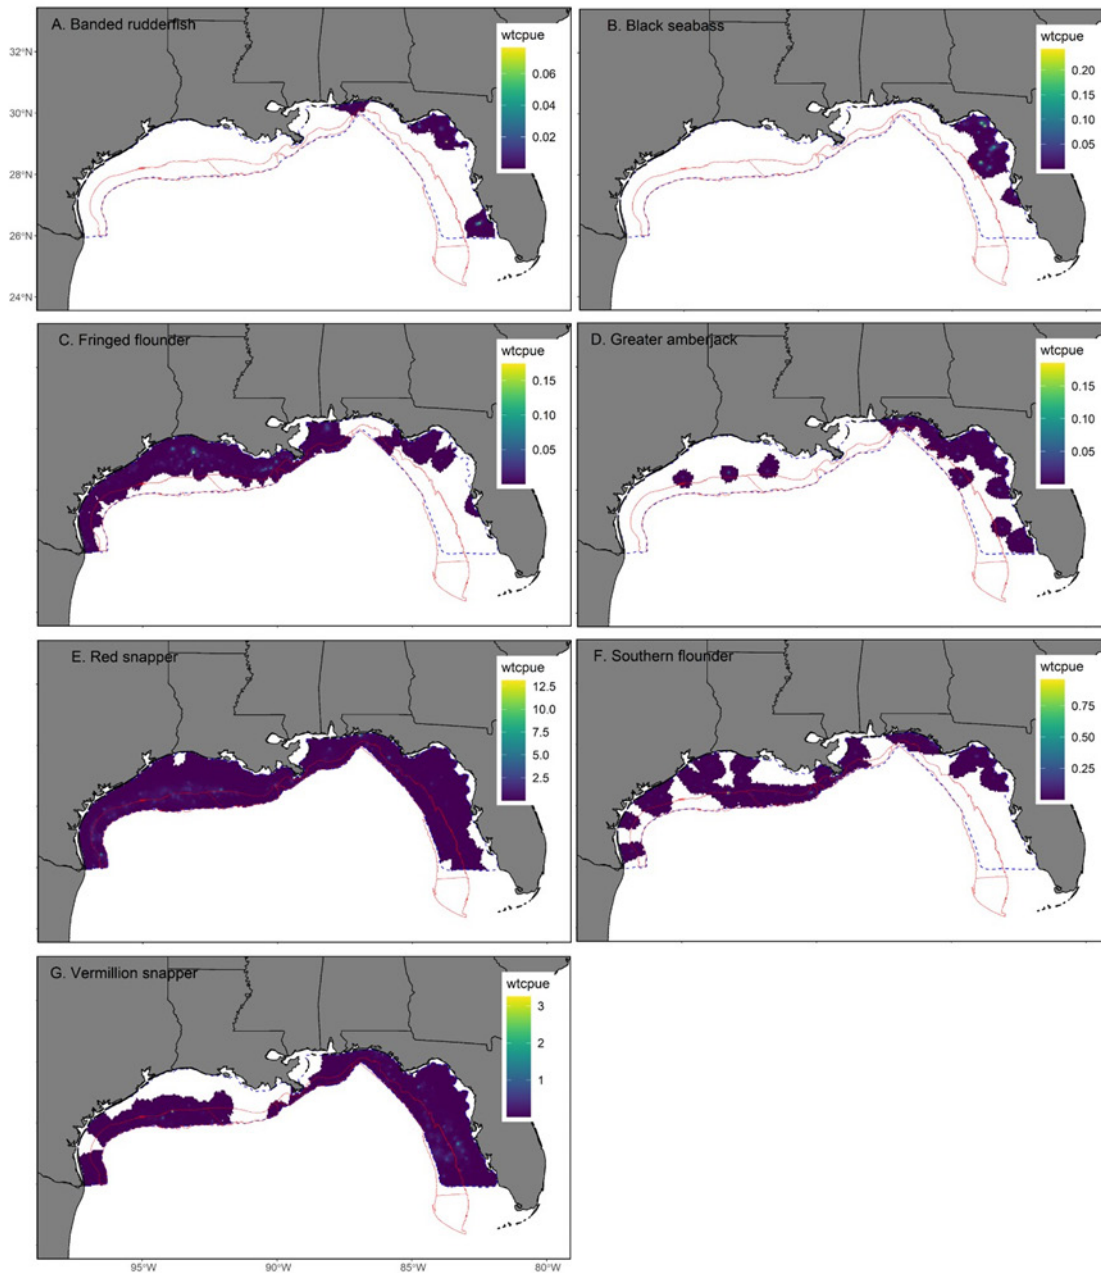 A. Banded rudderfish
wtcpue
0.06
0.04
0.02
32°N
30°N
28°N
26°N
24°N
B. Black seabass
wtcpue
0.20
0.15
0.10
0.05
C. Fringed flounder
wtcpue
0.15
0.10
0.05
D. Greater amberjack
wtcpue
0.15
0.10
0.05
E. Red snapper
wtcpue
12.5
10.0
7.5
5.0
2.5
F. Southern flounder
wtcpue
0.75
0.50
0.25
G. Vermillion snapper
wtcpue
3
2
1
95°W
90°W
85°W
80°W